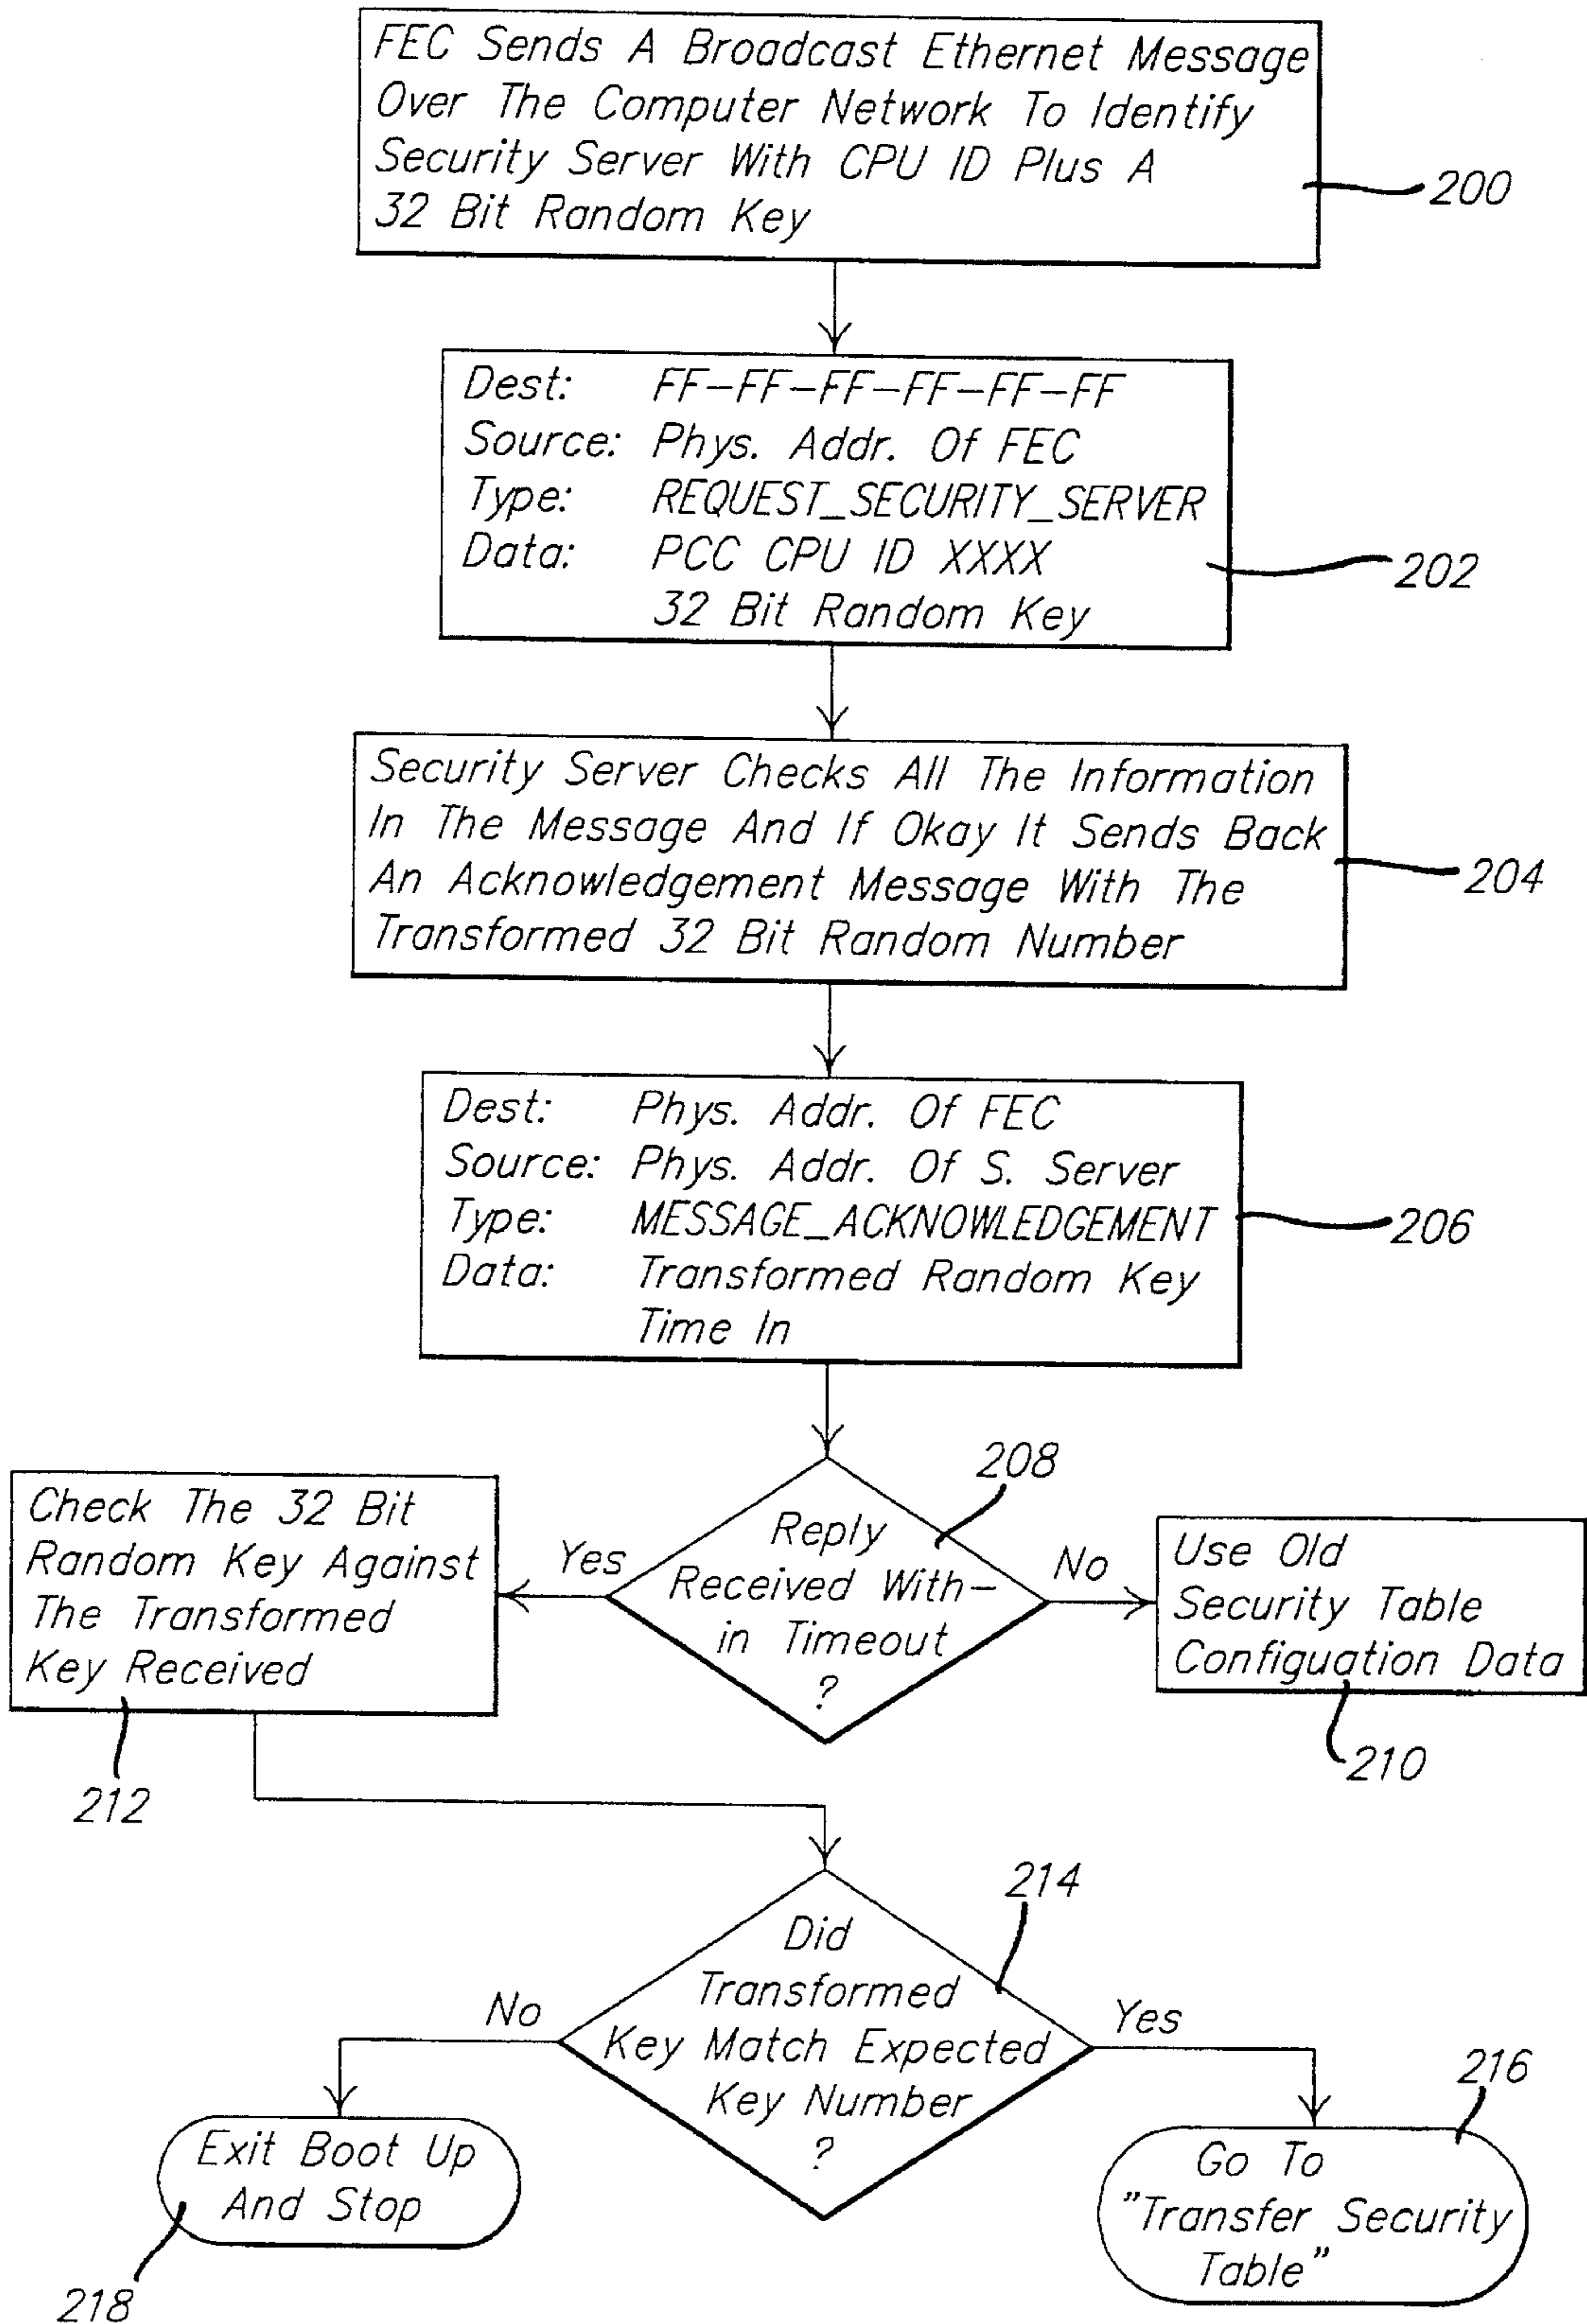 FEC Sends A Broadcast Ethernet Message
Over The Computer Network To Identify
Security Server With CPU ID Plus A
32 Bit Random Key
200
Dest: FF-FF-FF-FF-FF-FF
Source: Phys. Addr. Of FEC
Type: REQUEST_SECURITY_SERVER
Data: PCC CPU ID XXXX
32 Bit Random Key
202
Security Server Checks All The Information
In The Message And If Okay It Sends Back
An Acknowledgement Message With The
Transformed 32 Bit Random Number
204
Dest: Phys. Addr. Of FEC
Source: Phys. Addr. Of S. Server
Type: MESSAGE_ACKNOWLEDGEMENT
Data: Transformed Random Key
Time In
206
208
Reply
Received With-
in Timeout
?
Yes
No
Check The 32 Bit
Random Key Against
The Transformed
Key Received
212
Use Old
Security Table
Configuation Data
210
214
Did
Transformed
Key Match Expected
Key Number
?
No
Yes
Exit Boot Up
And Stop
218
216
Go To
"Transfer Security
Table"